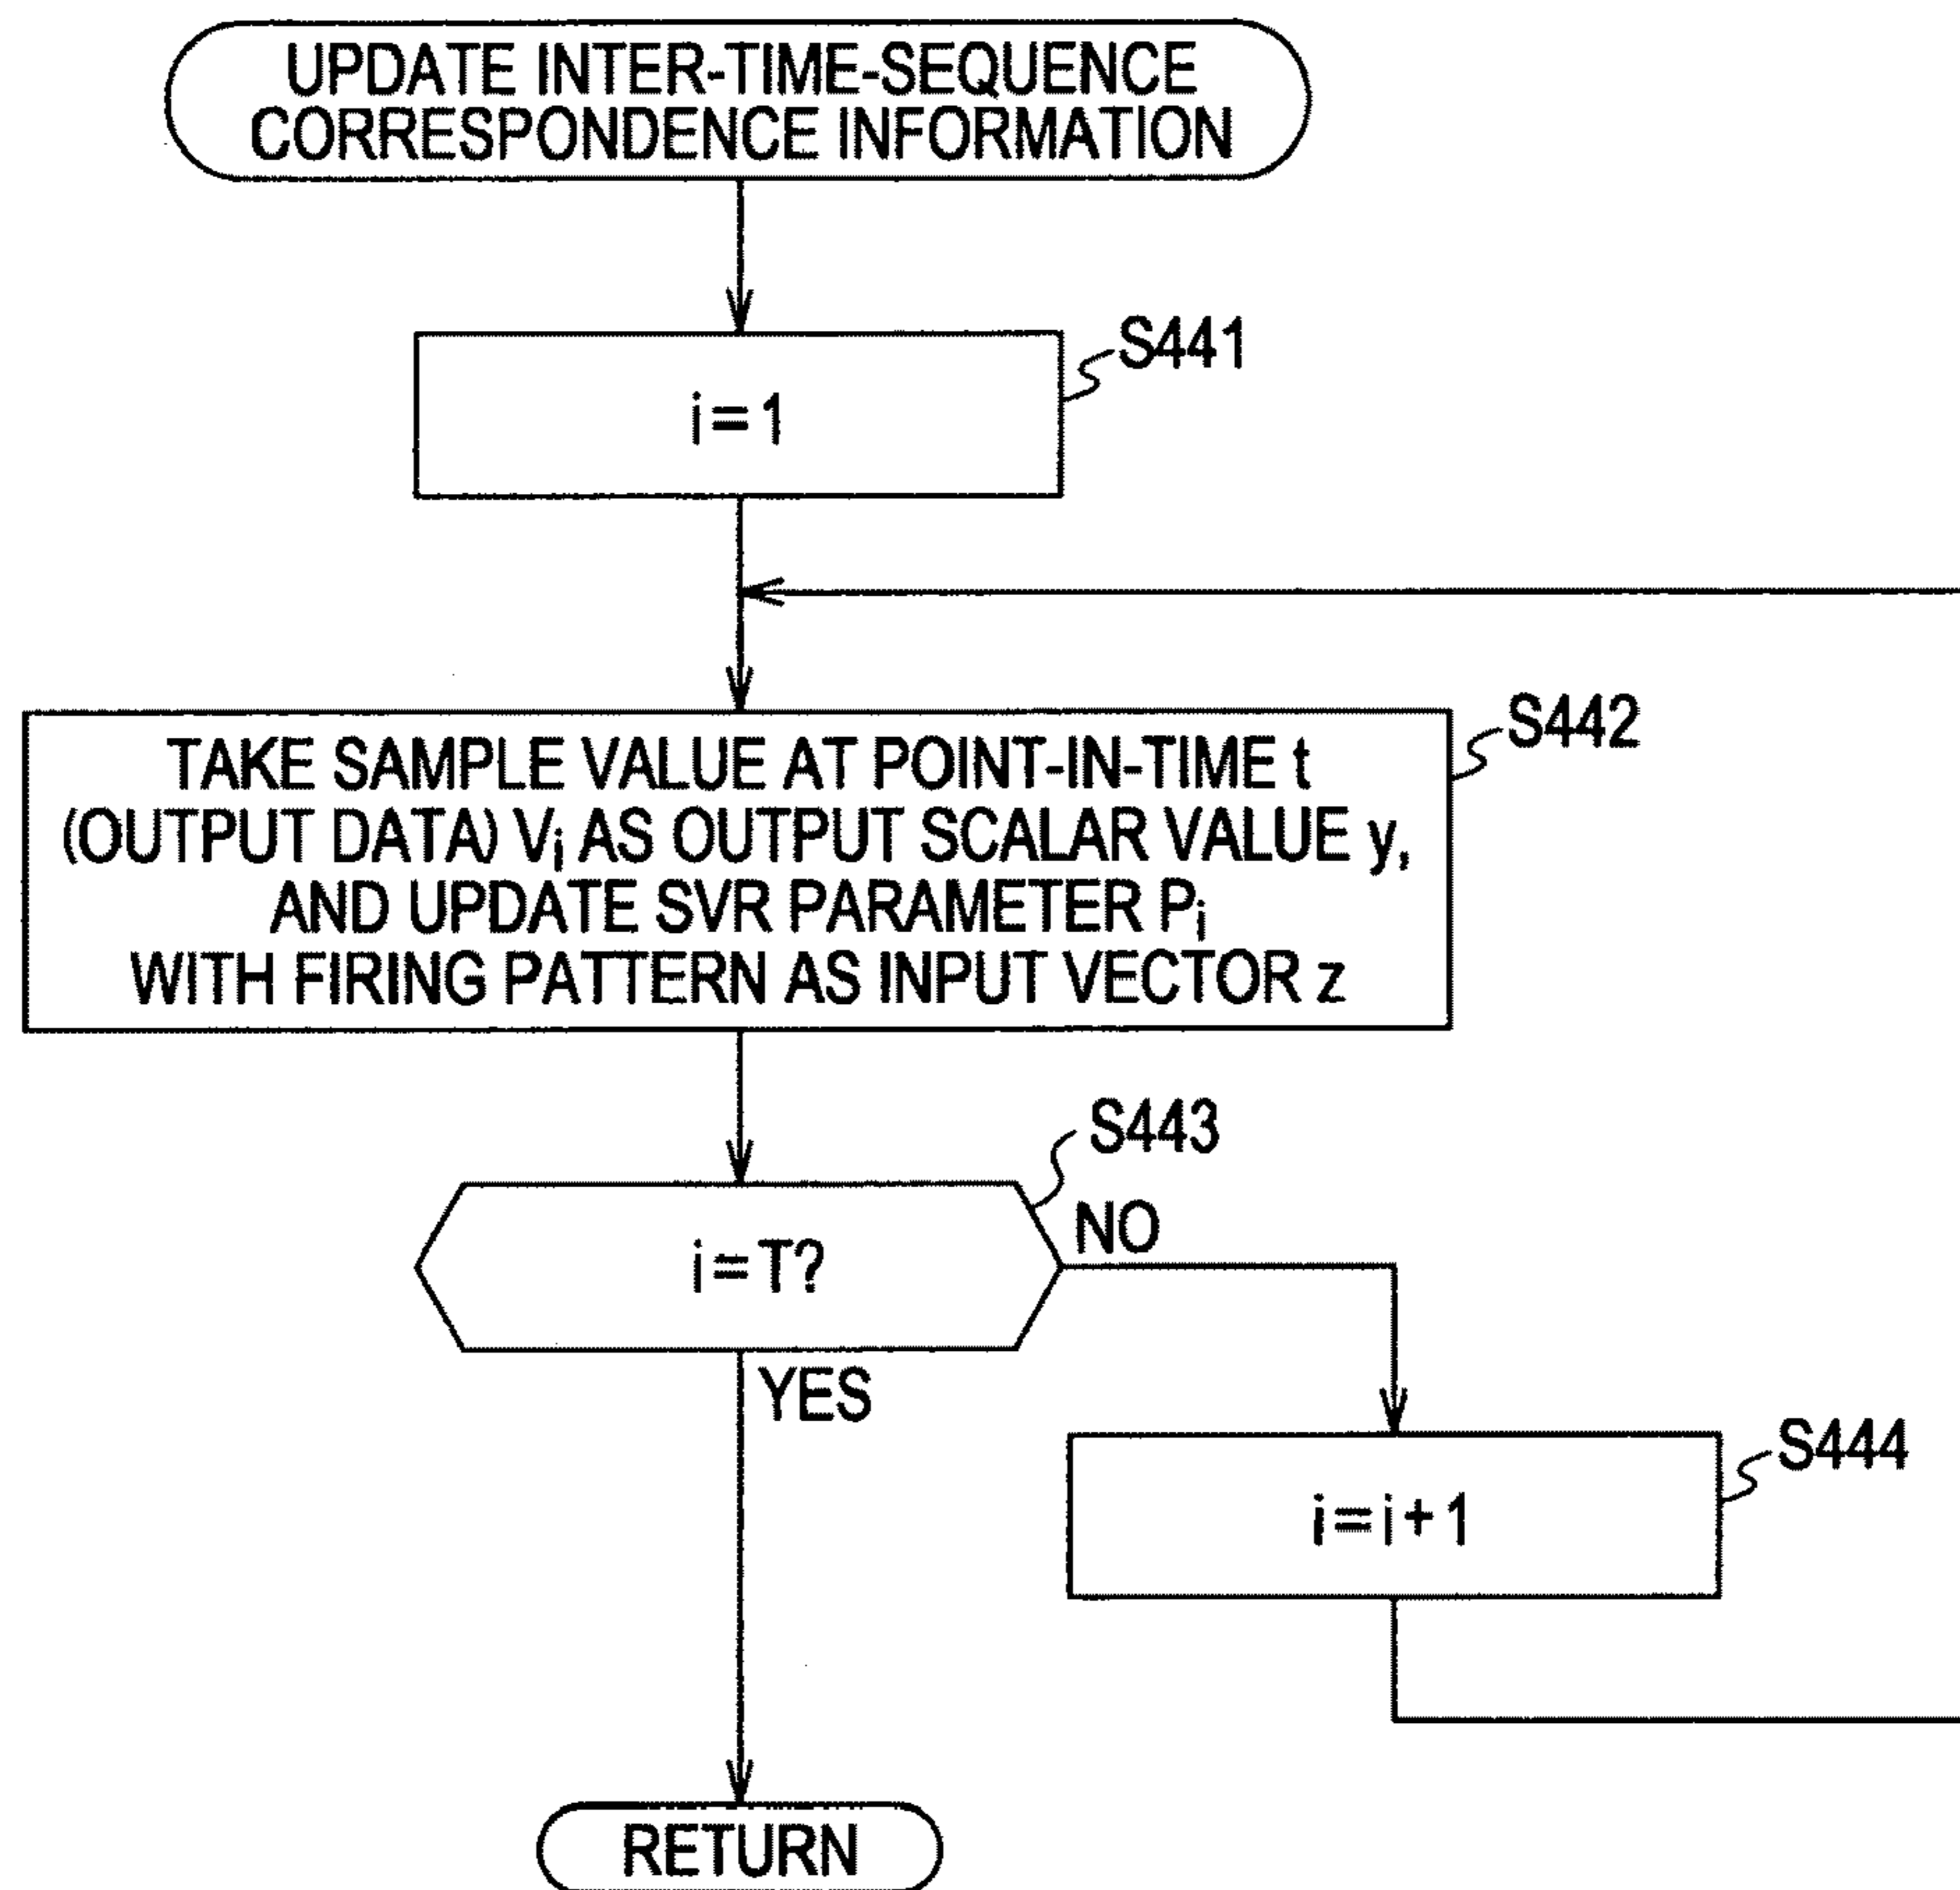 UPDATE INTER-TIME-SEQUENCE
CORRESPONDENCE INFORMATION
S441
i=1
S442
TAKE SAMPLE VALUE AT POINT-IN-TIME t
(OUTPUT DATA) Vi AS OUTPUT SCALAR VALUE y,
AND UPDATE SVR PARAMETER Pi
WITH FIRING PATTERN AS INPUT VECTOR z
S443
i=T?
NO
YES
S444
i=i+1
RETURN